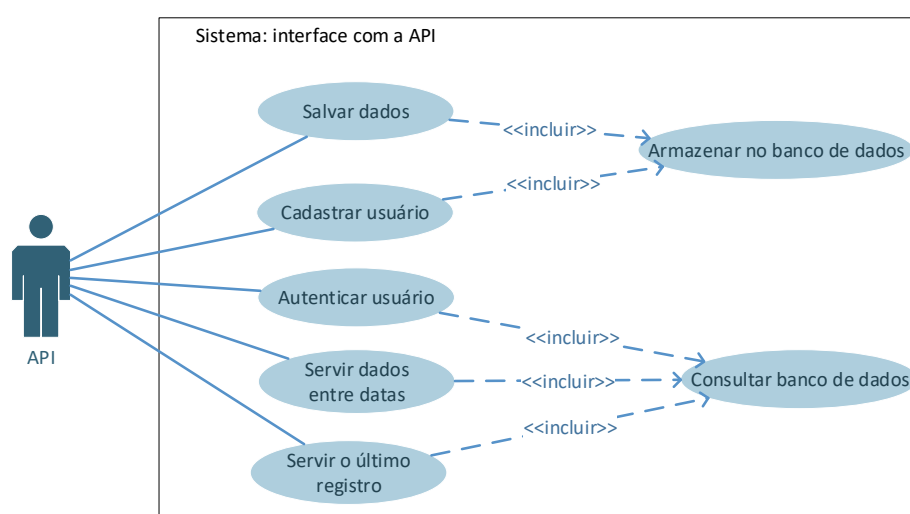 Sistema: interface com a API
Salvar dados
<<incluir>>
Armazenar no banco de dados
<<incluir>>
Cadastrar usuário
Autenticar usuário
<<incluir>>
API
Servir dados
entre datas
<<incluir>>
Consultar banco de dados
<<incluir>>
Servir o último
registro